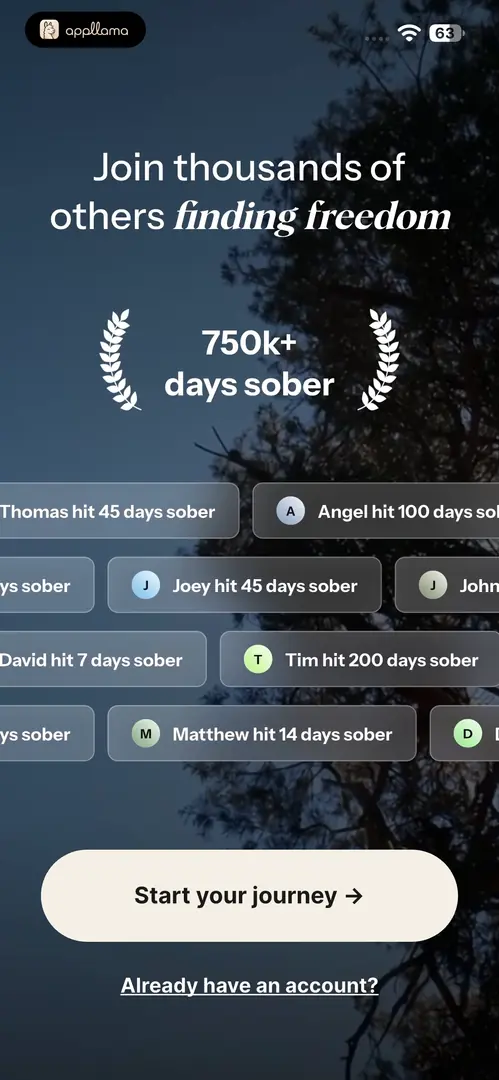 appllama
63
Join thousands of
others finding freedom
750k+
days sober
Thomas hit 45 days sober
A Angel hit 100 days sol
ys sober
J Joey hit 45 days sober
J John
David hit 7 days sober
T Tim hit 200 days sober
ys sober
M Matthew hit 14 days sober
D
Start your journey →
Already have an account?